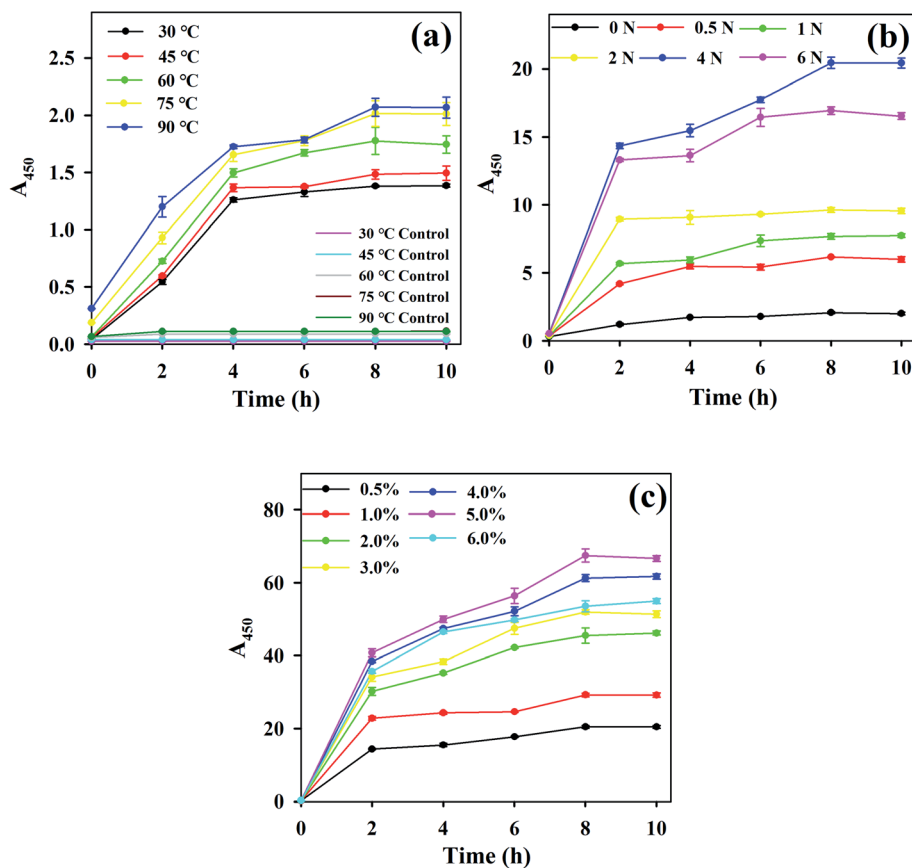 (a)
30 °C
45 °C
60 °C
75 °C
90 °C
30 °C Control
45 °C Control
60 °C Control
75 °C Control
90 °C Control
2.5
2.0
1.5
1.0
0.5
0.0
A450
0 2 4 6 8 10
Time (h)
(b)
0 N 0.5 N 1 N
2 N 4 N 6 N
20
15
10
5
0
A450
0 2 4 6 8 10
Time (h)
(c)
0.5% 4.0%
1.0% 5.0%
2.0% 6.0%
3.0%
80
60
40
20
0
A450
0 2 4 6 8 10
Time (h)